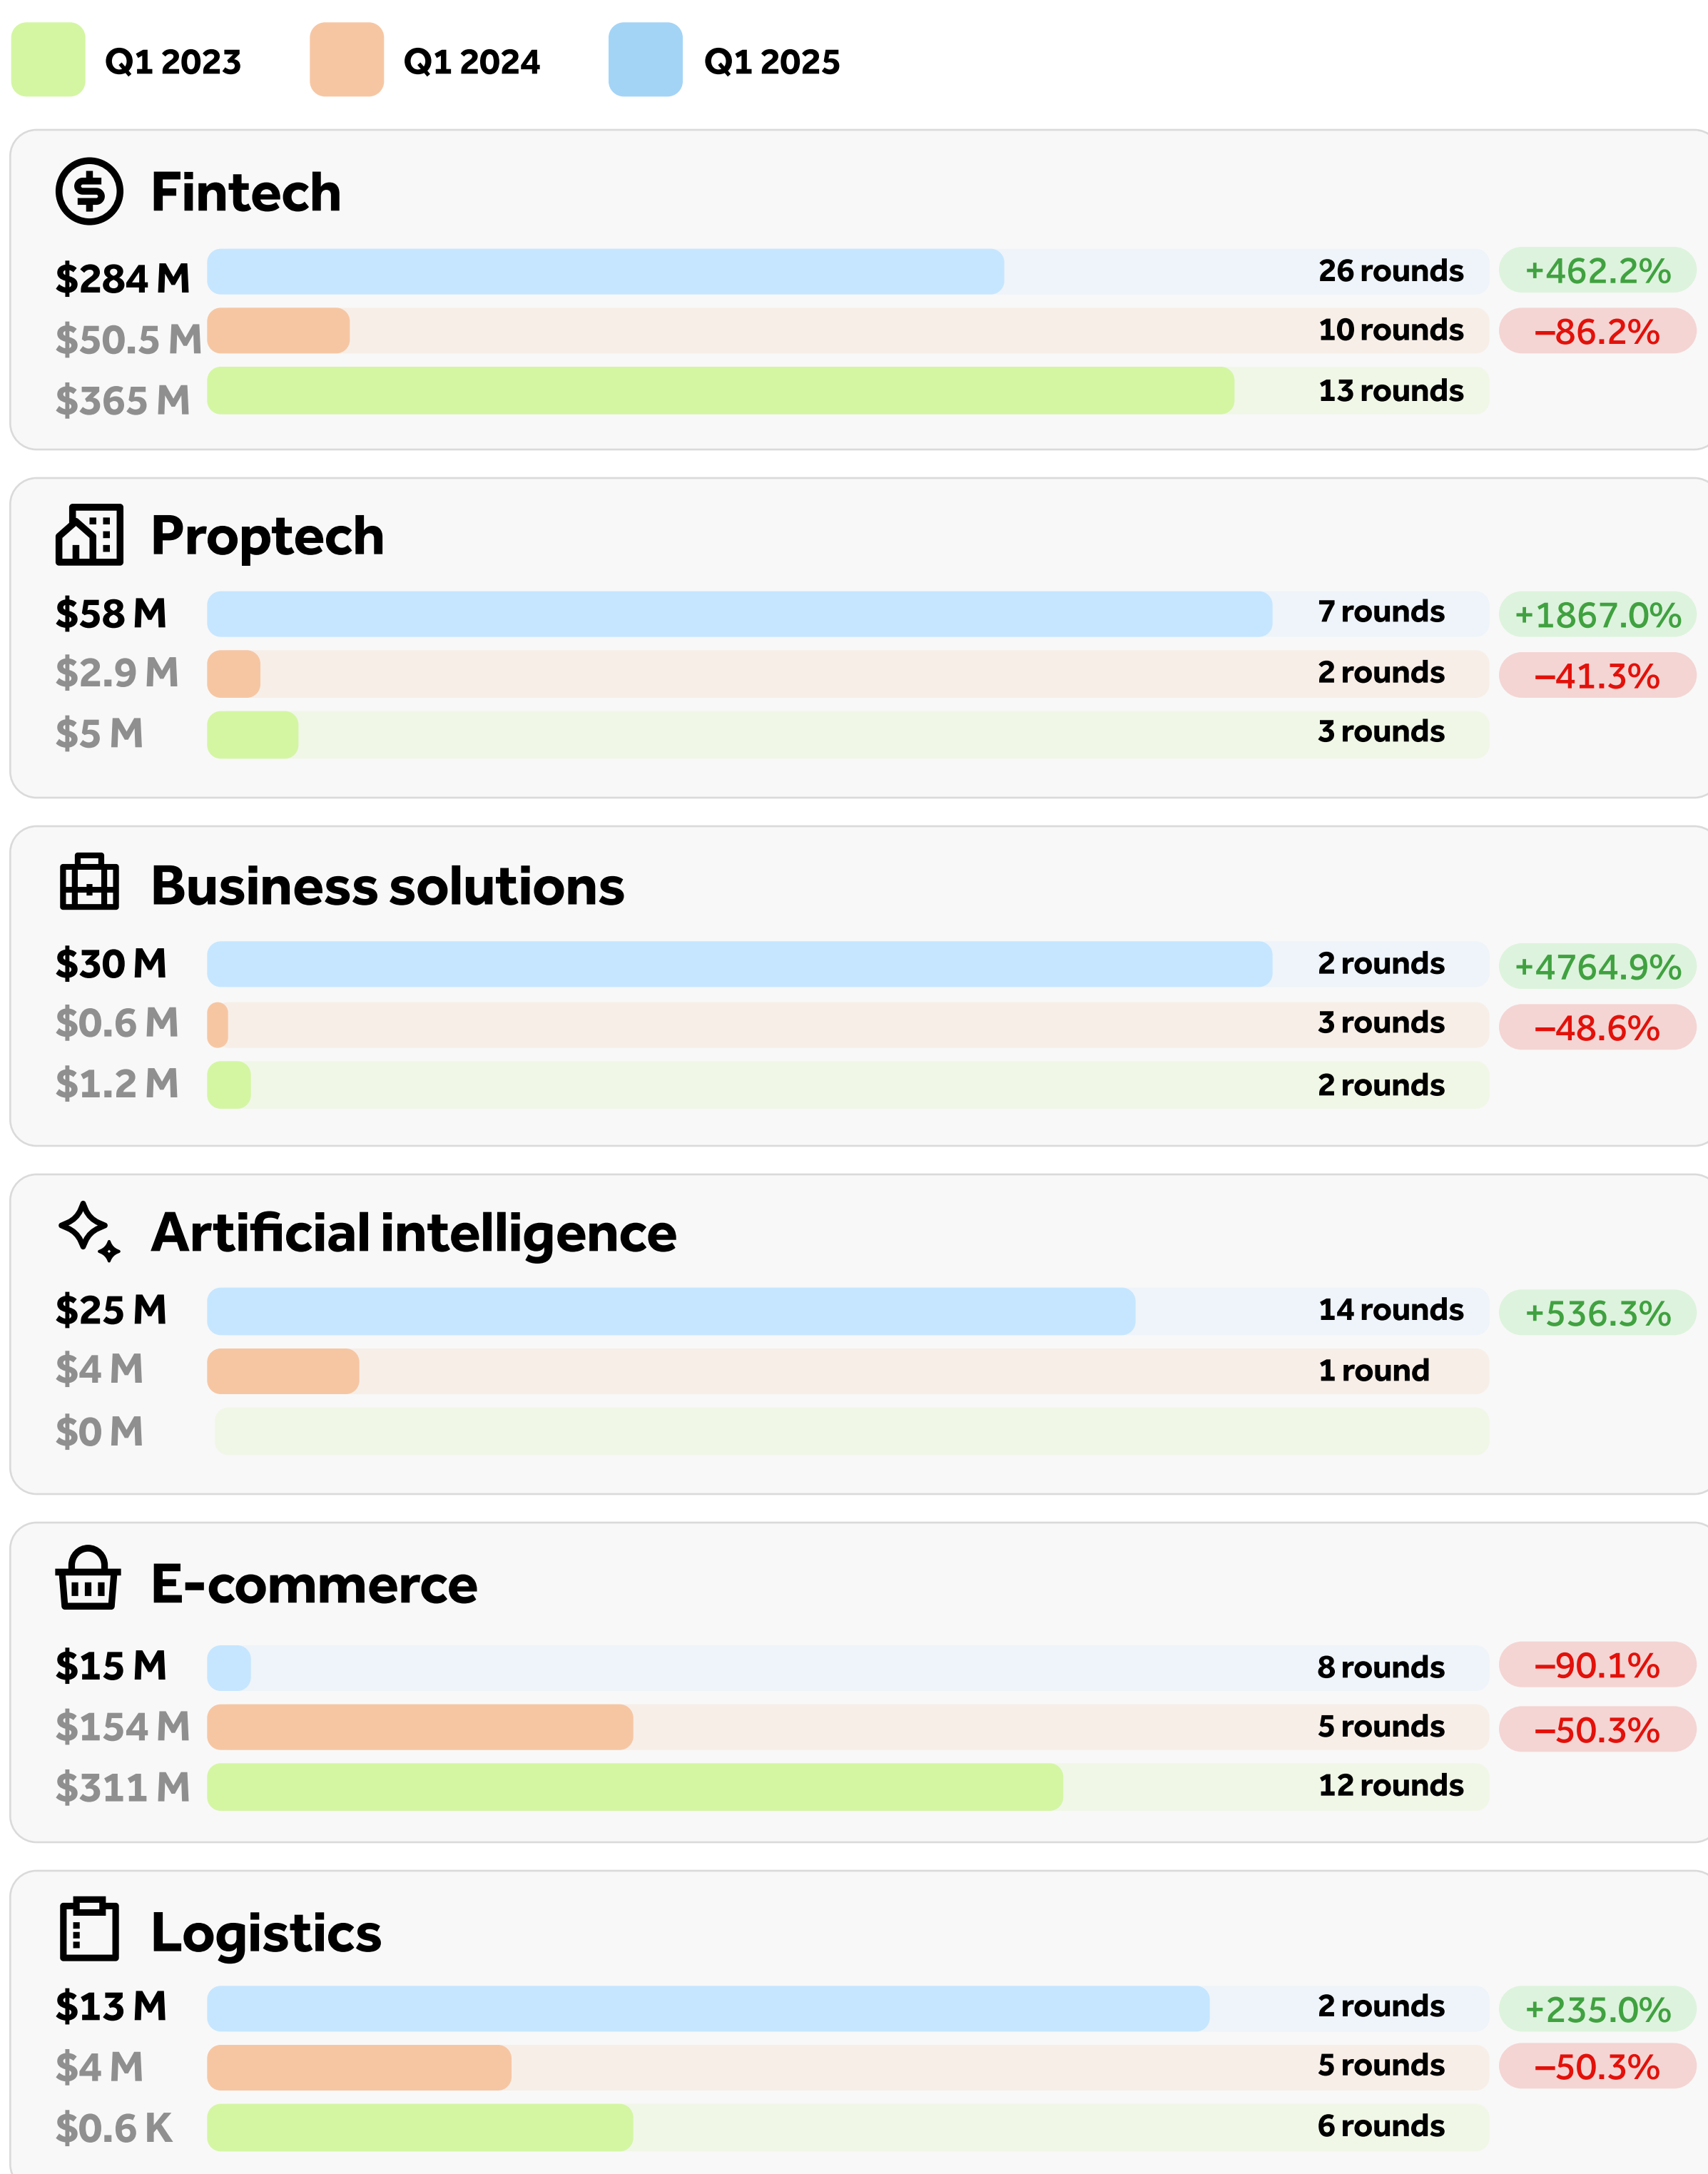 Q1 2023 Q1 2024 Q1 2025
Fintech
$284 M 26 rounds +462.2%
$50.5 M 10 rounds –86.2%
$365 M 13 rounds
Proptech
$58 M 7 rounds +1867.0%
$2.9 M 2 rounds –41.3%
$5 M 3 rounds
Business solutions
$30 M 2 rounds +4764.9%
$0.6 M 3 rounds –48.6%
$1.2 M 2 rounds
Artificial intelligence
$25 M 14 rounds +536.3%
$4 M 1 round
$0 M
E-commerce
$15 M 8 rounds –90.1%
$154 M 5 rounds –50.3%
$311 M 12 rounds
Logistics
$13 M 2 rounds +235.0%
$4 M 5 rounds –50.3%
$0.6 K 6 rounds